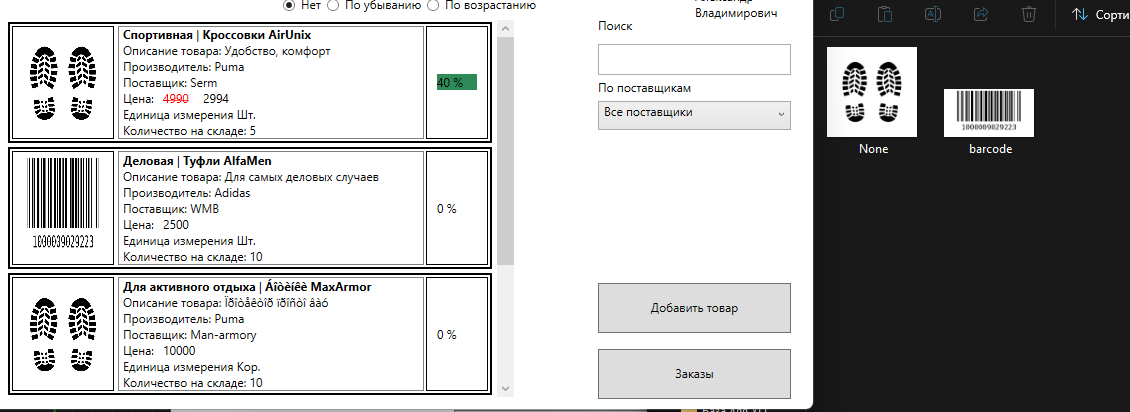 Нет По убыванию По возрастанию
Владимирович
Спортивная | Кроссовки AirUnix
Описание товара: Удобство, комфорт
Производитель: Puma
Поставщик: Serm
Цена: 4990 2994
Единица измерения Шт.
Количество на складе: 5
40 %
1000009029223
Деловая | Туфли AlfaMen
Описание товара: Для самых деловых случаев
Производитель: Adidas
Поставщик: WMB
Цена: 2500
Единица измерения Шт.
Количество на складе: 10
0 %
Для активного отдыха | Áîòèíêè MaxArmor
Описание товара: Ïðîòåêòîð ïðîñòî âàó
Производитель: Puma
Поставщик: Man-armory
Цена: 10000
Единица измерения Кор.
Количество на складе: 10
0 %
Поиск
По поставщикам
Все поставщики
Добавить товар
Заказы
Сорти
1000009029223
None
barcode